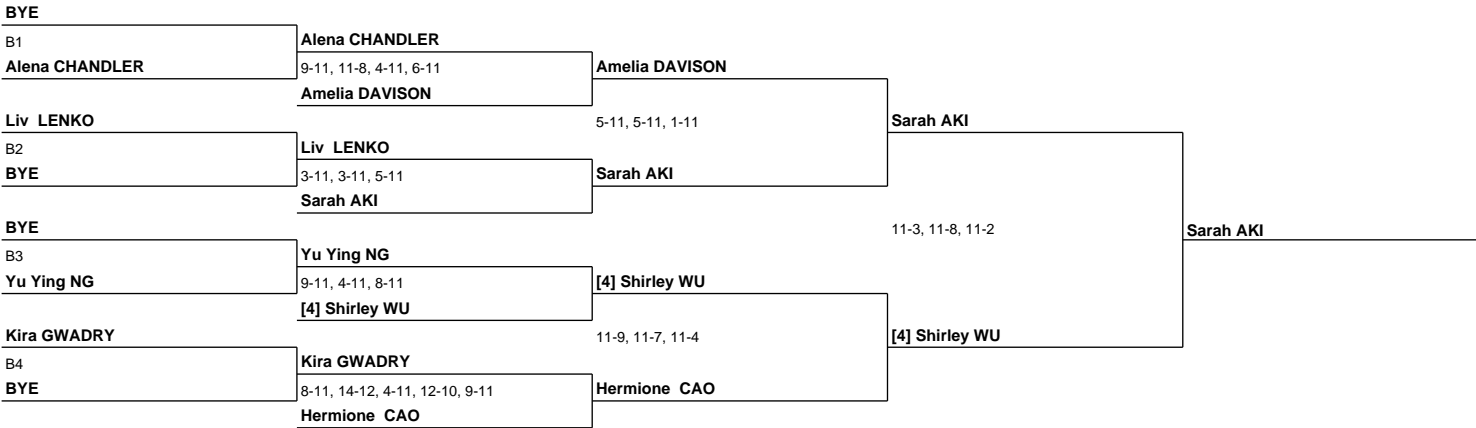 BYE
B1
Alena CHANDLER
Alena CHANDLER
9-11, 11-8, 4-11, 6-11
Amelia DAVISON
Amelia DAVISON
Liv LENKO
B2
BYE
Liv LENKO
3-11, 3-11, 5-11
Sarah AKI
5-11, 5-11, 1-11
Sarah AKI
Sarah AKI
BYE
B3
Yu Ying NG
Yu Ying NG
9-11, 4-11, 8-11
[4] Shirley WU
[4] Shirley WU
Kira GWADRY
B4
BYE
Kira GWADRY
8-11, 14-12, 4-11, 12-10, 9-11
Hermione CAO
11-9, 11-7, 11-4
Hermione CAO
[4] Shirley WU
11-3, 11-8, 11-2
Sarah AKI